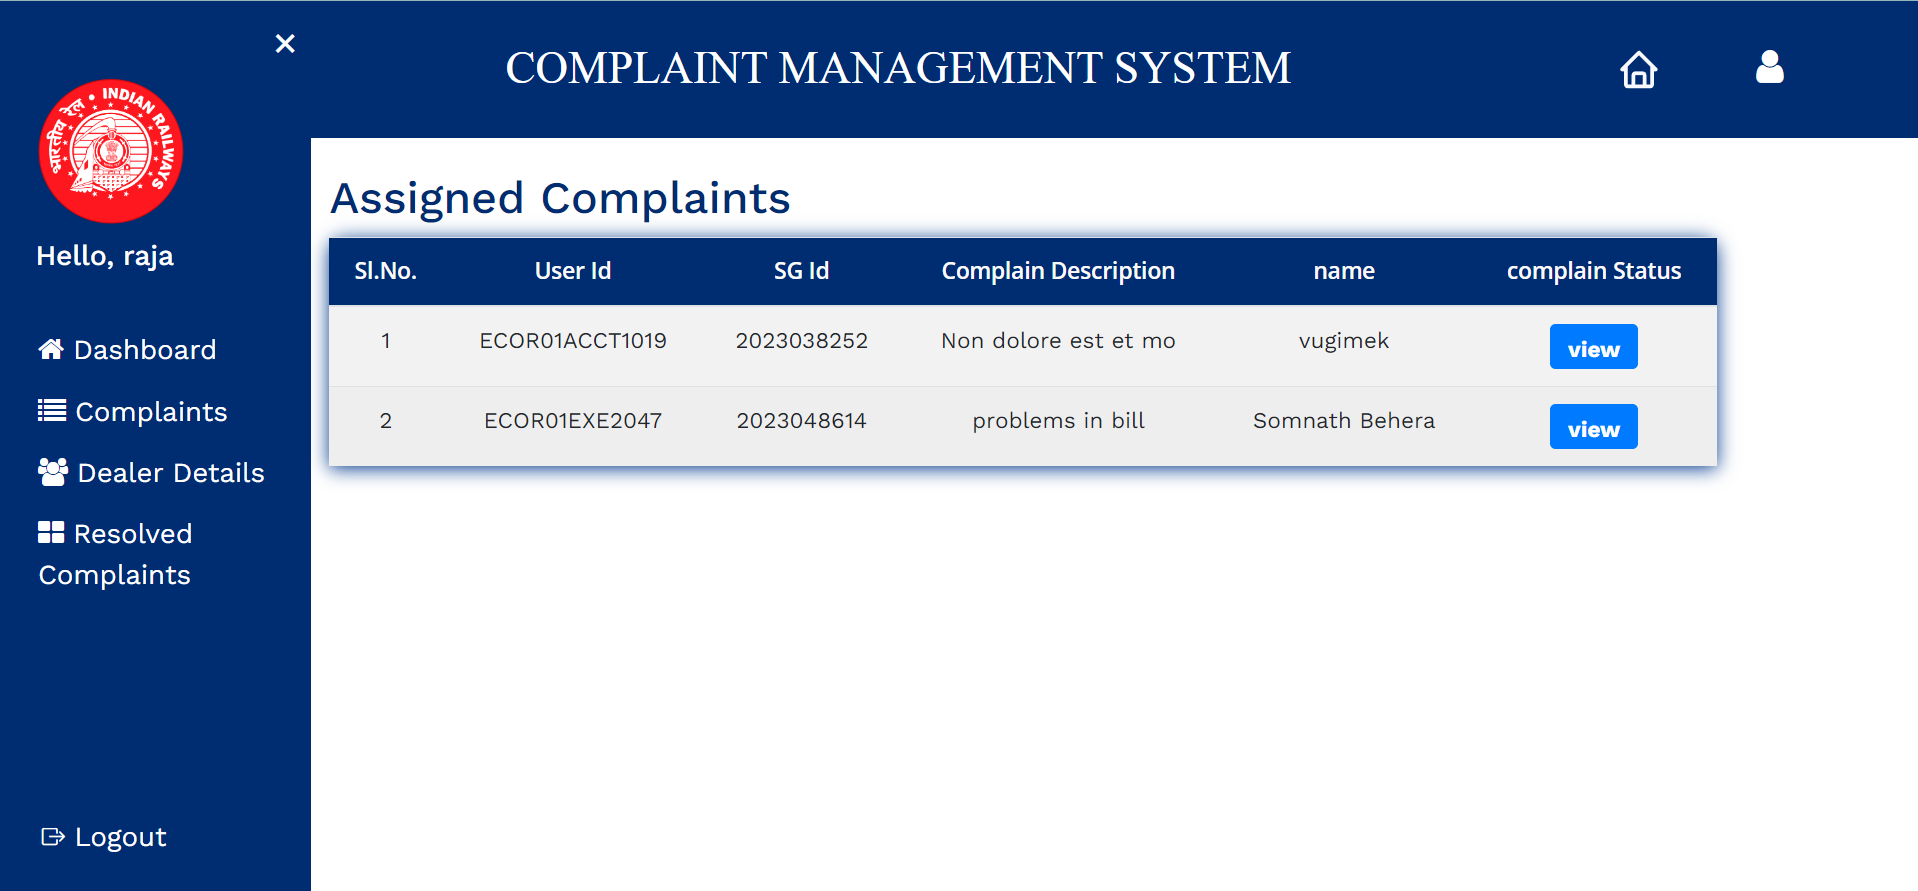 COMPLAINT MANAGEMENT SYSTEM
भारतीय रेल • INDIAN RAILWAYS
Hello, raja
Dashboard
Complaints
Dealer Details
Resolved
Complaints
Logout
Assigned Complaints
Sl.No. User Id SG Id Complain Description name complain Status
1 ECOR01ACCT1019 2023038252 Non dolore est et mo vugimek view
2 ECOR01EXE2047 2023048614 problems in bill Somnath Behera view